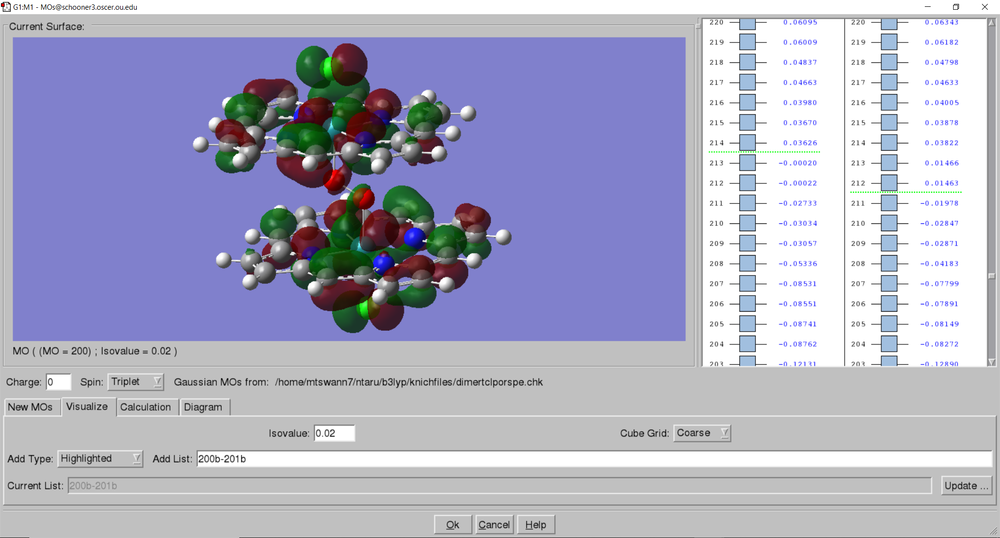 G1:M1 - MOs@schooner3.oscer.ou.edu
Current Surface:
MO ( (MO = 200) ; Isovalue = 0.02 )
220 0.06095 220 0.06343
219 0.06009 219 0.06182
218 0.04837 218 0.04798
217 0.04663 217 0.04633
216 0.03980 216 0.04005
215 0.03670 215 0.03878
214 0.03626 214 0.03822
213 -0.00020 213 0.01466
212 -0.00022 212 0.01463
211 -0.02733 211 -0.01978
210 -0.03034 210 -0.02847
209 -0.03057 209 -0.02871
208 -0.05336 208 -0.04183
207 -0.08531 207 -0.07799
206 -0.08551 206 -0.07891
205 -0.08741 205 -0.08149
204 -0.08762 204 -0.08272
203 -0.12131 203 -0.12890
Charge: 0 Spin: Triplet Gaussian MOs from: /home/mtswann7/ntaru/b3lyp/knichfiles/dimertclporspe.chk
New MOs Visualize Calculation Diagram
Isovalue: 0.02 Cube Grid: Coarse
Add Type: Highlighted Add List: 200b-201b
Current List: 200b-201b Update ...
Ok Cancel Help